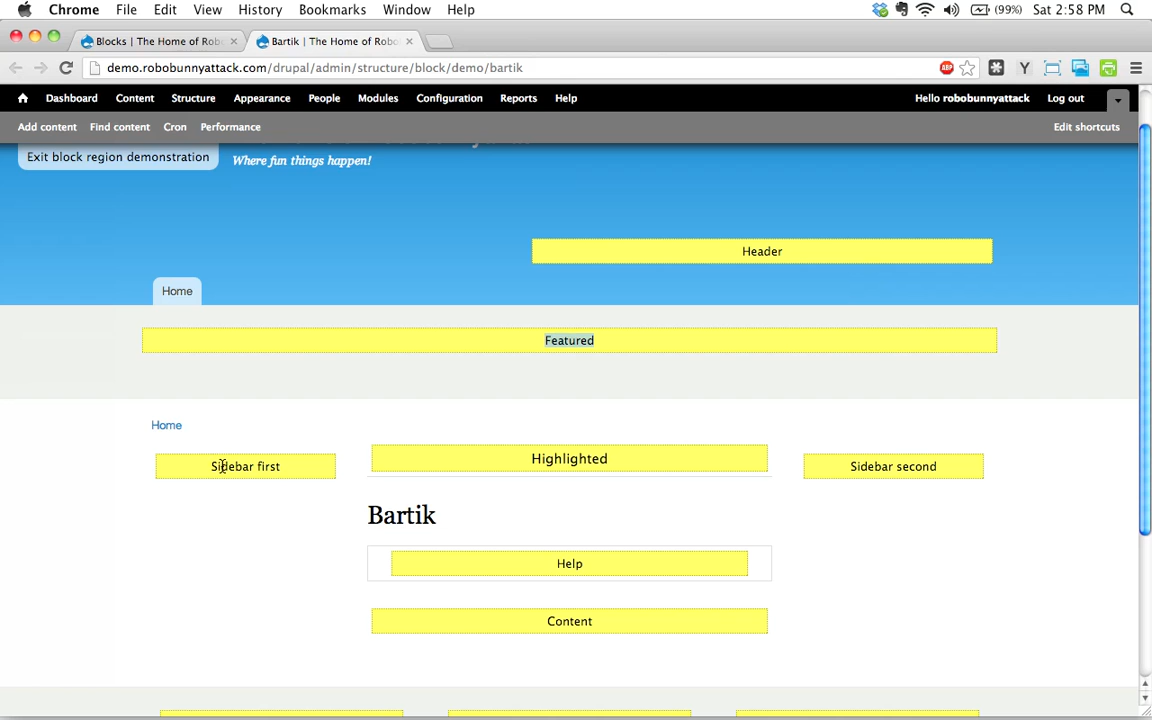 Chrome File Edit View History Bookmarks Window Help (99%) Sat 2:58 PM
Blocks | The Home of Rob Bartik | The Home of Robo
demo.robobunnyattack.com/drupal/admin/structure/block/demo/bartik ABP Y
Dashboard Content Structure Appearance People Modules Configuration Reports Help Hello robobunnyattack Log out
Add content Find content Cron Performance Edit shortcuts
Exit block region demonstration
Where fun things happen!
Header
Home
Featured
Home
Sidebar first Highlighted Sidebar second
Bartik
Help
Content